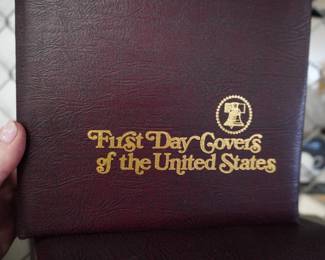 First Day Covers
of the United States